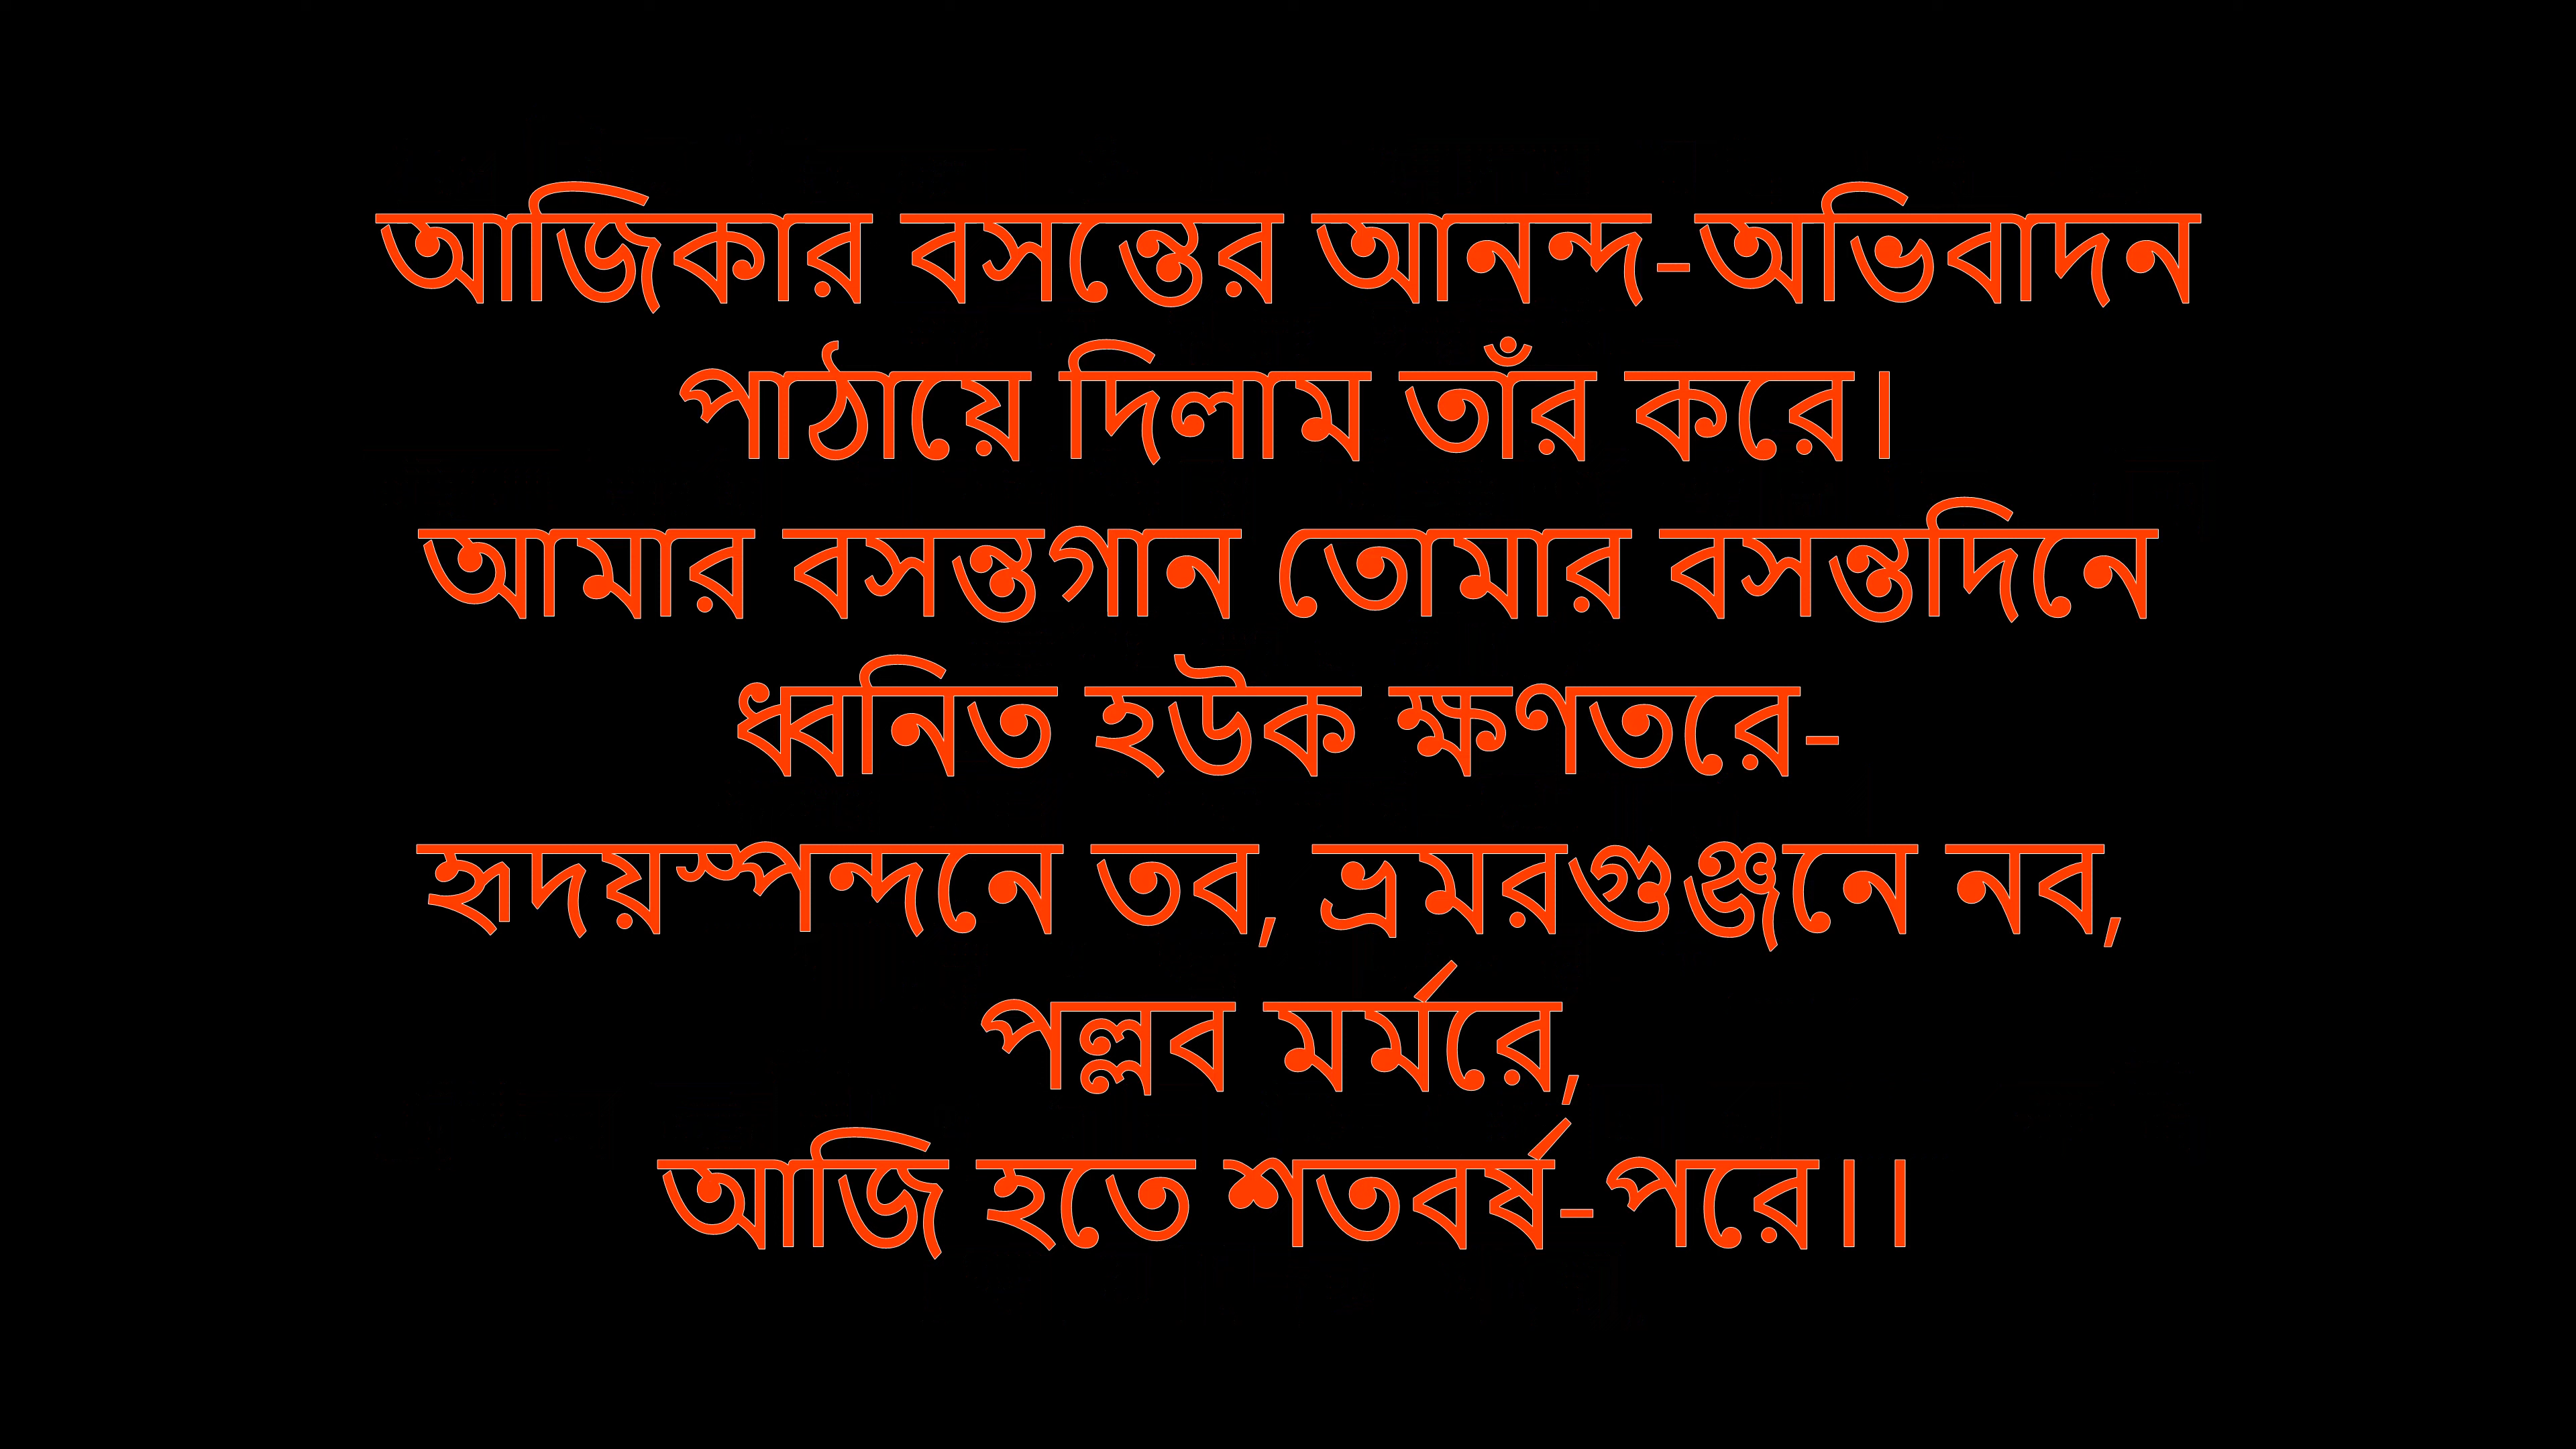 আজিকার বসন্তের আনন্দ-অভিবাদন
পাঠায়ে দিলাম তাঁর করে।
আমার বসন্তগান তোমার বসন্তদিনে
ধ্বনিত হউক ক্ষণতরে-
হৃদয়স্পন্দনে তব, ভ্রমরগুঞ্জনে নব,
পল্লব মর্মরে,
আজি হতে শতবর্ষ-পরে।।